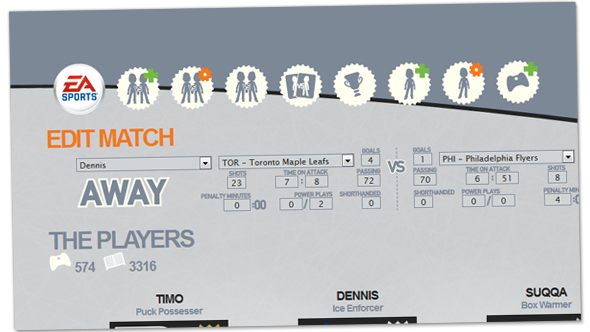 EA
SPORTS
EDIT MATCH
Dennis
TOR - Toronto Maple Leafs
GOALS
4
VS
GOALS
1
PHI - Philadelphia Flyers
AWAY
SHOTS
23
TIME ON ATTACK
7 : 8
PASSING
72
PASSING
70
TIME ON ATTACK
6 : 51
SHOTS
8
PENALTY MINUTES
0 :00
POWER PLAYS
0 / 2
SHORTHANDED
0
SHORTHANDED
0
POWER PLAYS
0 / 0
PENALTY MIN
4 :0
THE PLAYERS
574 3316
TIMO
Puck Possesser
DENNIS
Ice Enforcer
SUQQA
Box Warmer